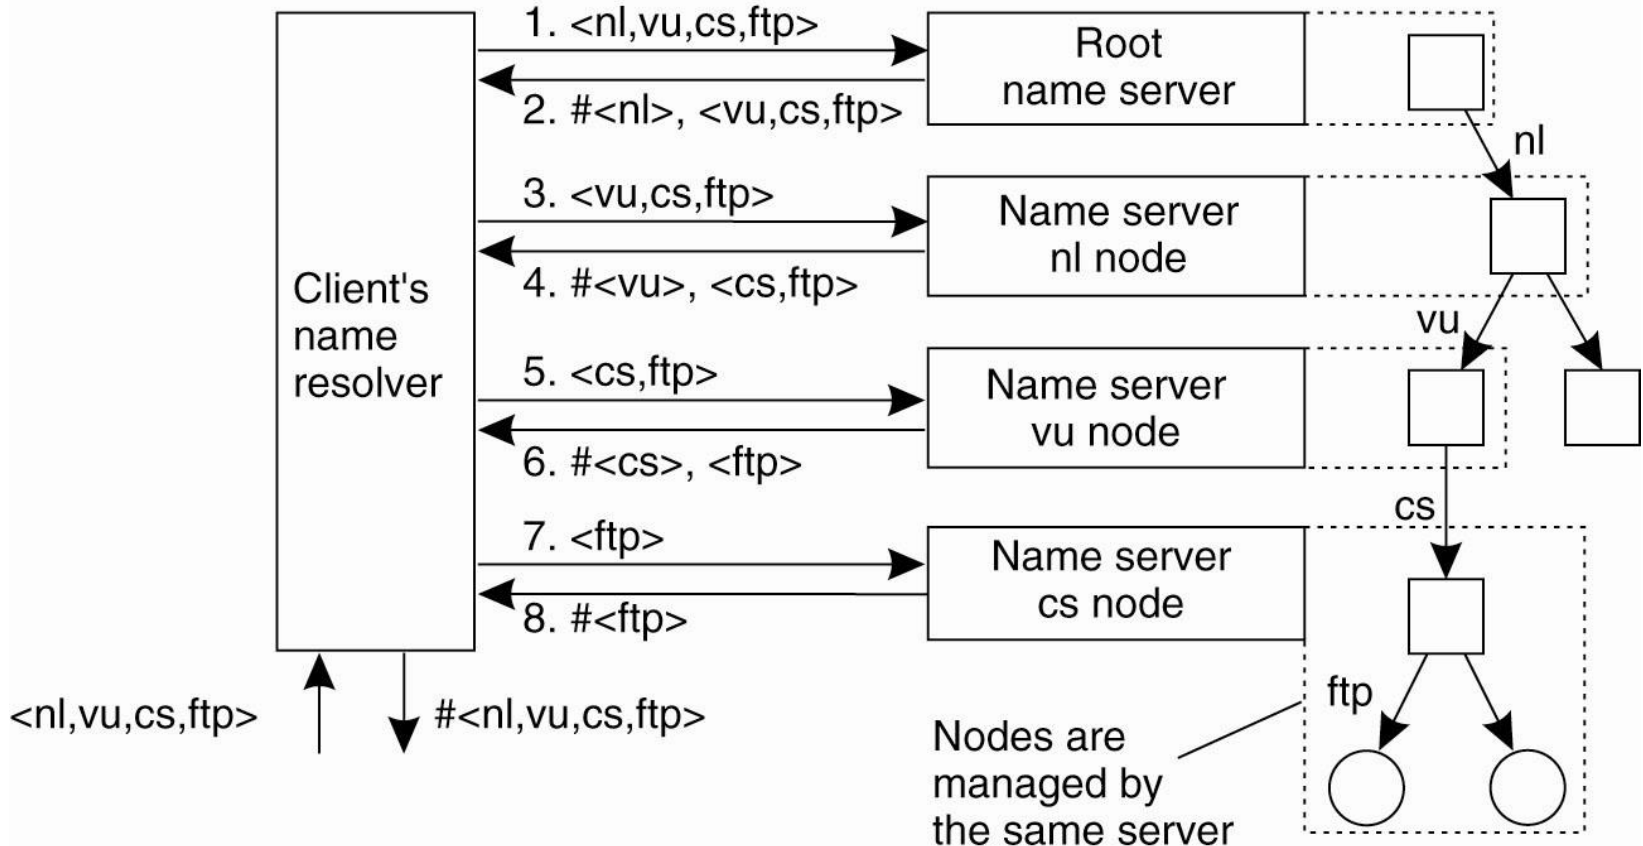 1. <nl,vu,cs,ftp>
Root
name server
2. #<nl>, <vu,cs,ftp>
nl
3. <vu,cs,ftp>
Name server
nl node
4. #<vu>, <cs,ftp>
Client's
name
resolver
vu
5. <cs,ftp>
Name server
vu node
6. #<cs>, <ftp>
cs
7. <ftp>
Name server
cs node
8. #<ftp>
ftp
<nl,vu,cs,ftp>
#<nl,vu,cs,ftp>
Nodes are
managed by
the same server